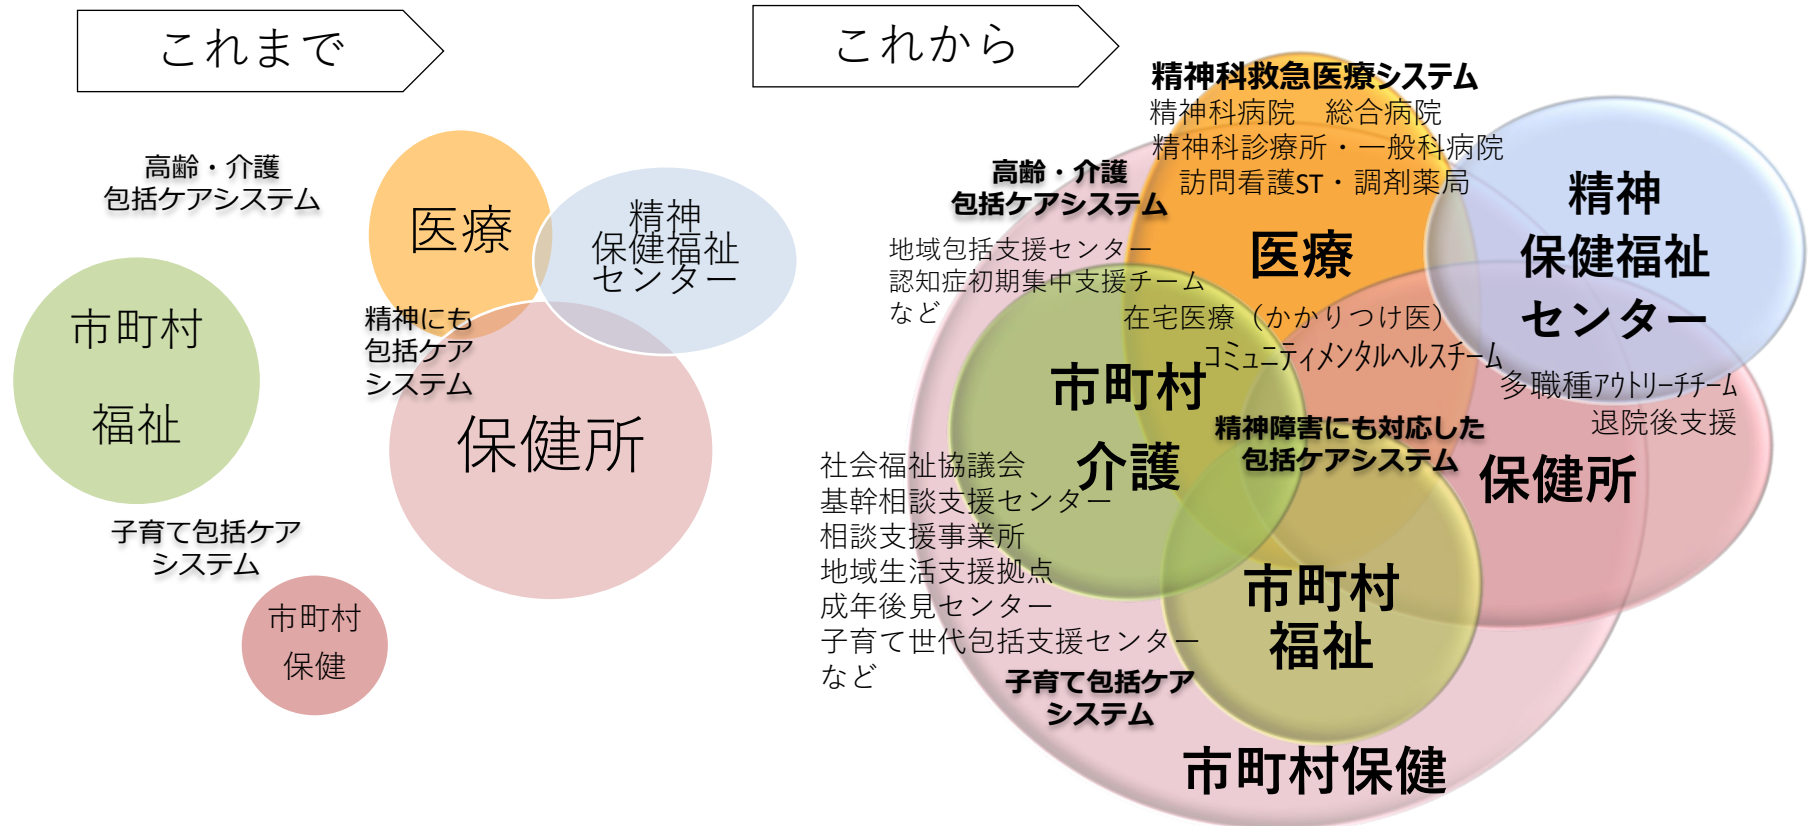 これまで
高齢・介護
包括ケアシステム
医療
精神
保健福祉
センター
市町村
福祉
精神にも
包括ケア
システム
保健所
子育て包括ケア
システム
市町村
保健
これから
精神科救急医療システム
精神科病院　総合病院
精神科診療所・一般科病院
訪問看護ST・調剤薬局
高齢・介護
包括ケアシステム
地域包括支援センター
認知症初期集中支援チーム
など
医療
精神
保健福祉
センター
在宅医療（かかりつけ医）
コミュニティメンタルヘルスチーム
多職種アウトリーチチーム
退院後支援
市町村
介護
精神障害にも対応した
包括ケアシステム
保健所
社会福祉協議会
基幹相談支援センター
相談支援事業所
地域生活支援拠点
成年後見センター
子育て世代包括支援センター
など
市町村
福祉
子育て包括ケア
システム
市町村保健